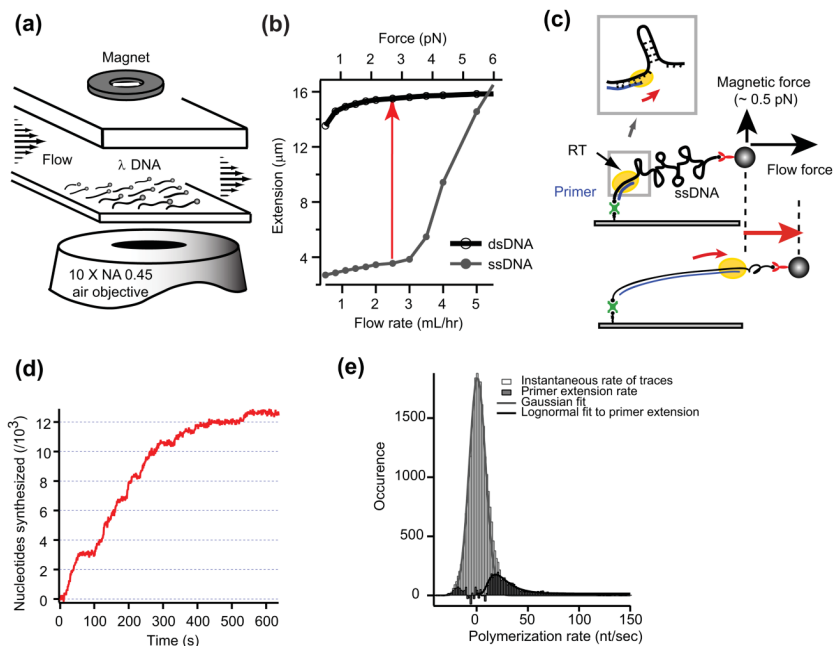 (a)
Magnet
Flow
λ DNA
10 X NA 0.45
air objective
(b)
Force (pN)
1 2 3 4 5 6
16
12
8
4
Extension (µm)
dsDNA
ssDNA
1 2 3 4 5
Flow rate (mL/hr)
(c)
Magnetic force
(~ 0.5 pN)
RT
Primer
ssDNA
Flow force
(d)
Nucleotides synthesized (/10³)
12
10
8
6
4
2
0
0 100 200 300 400 500 600
Time (s)
(e)
Instantaneous rate of traces
Primer extension rate
Gaussian fit
Lognormal fit to primer extension
Occurence
1500
1000
500
0
0 50 100 150
Polymerization rate (nt/sec)